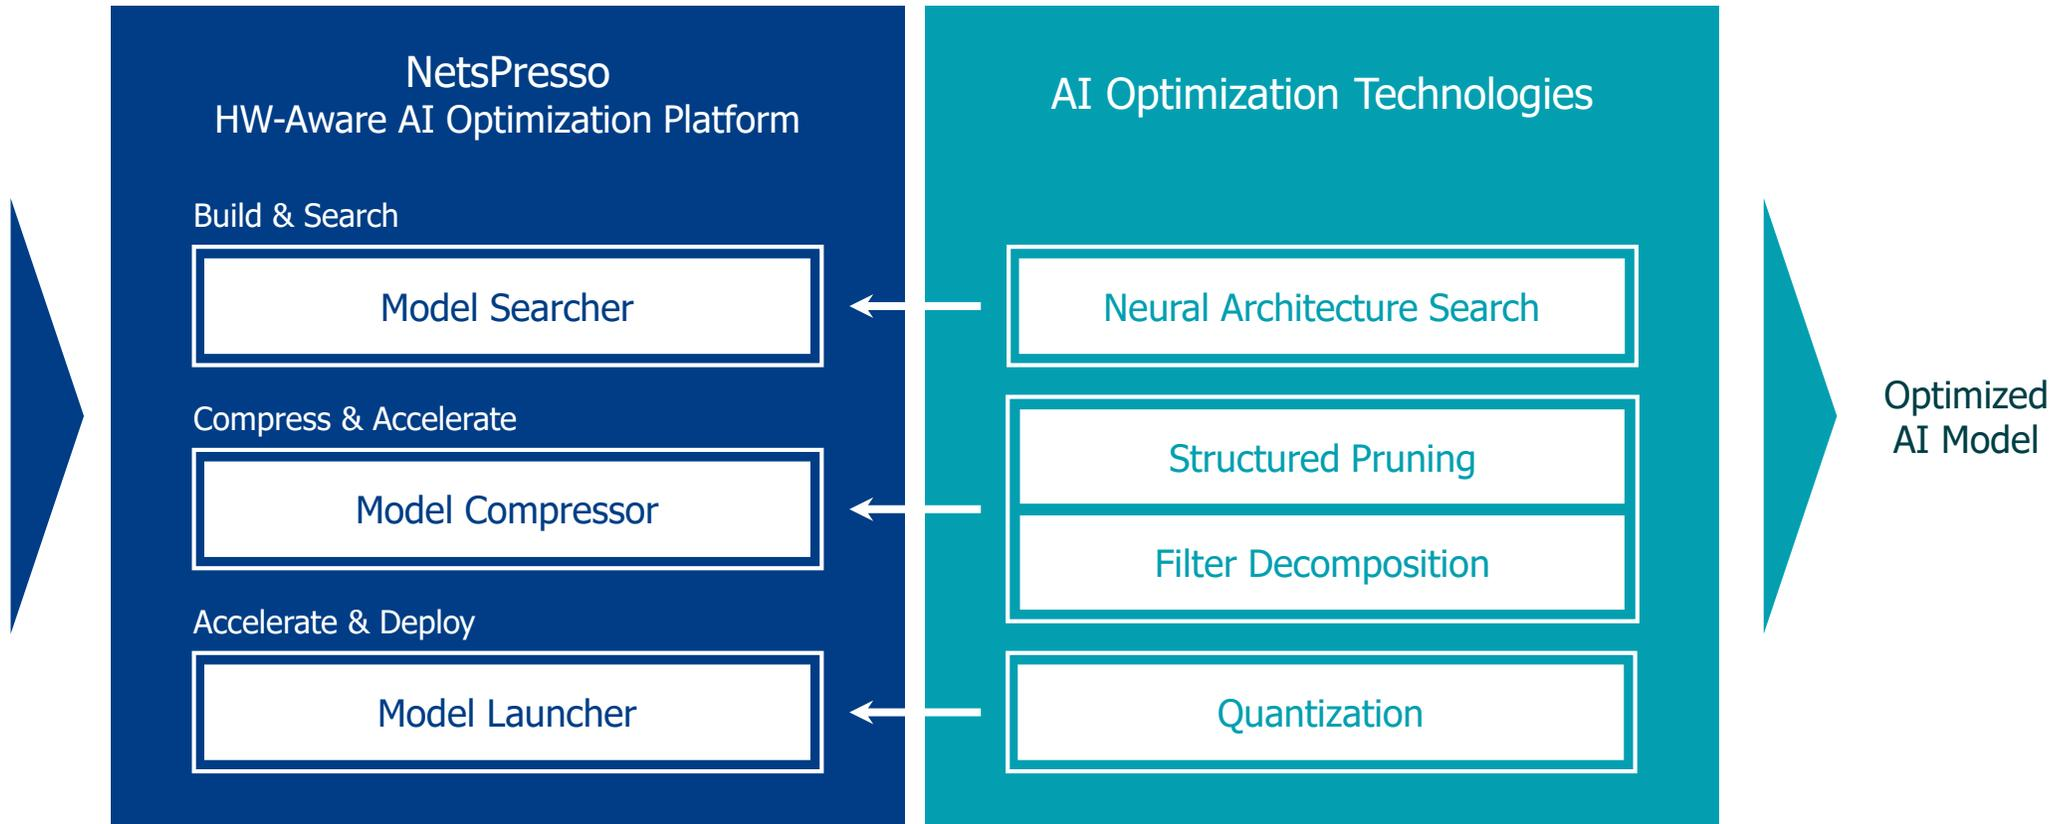 NetsPresso
HW-Aware AI Optimization Platform
Build & Search
Model Searcher
Compress & Accelerate
Model Compressor
Accelerate & Deploy
Model Launcher
AI Optimization Technologies
Neural Architecture Search
Structured Pruning
Filter Decomposition
Quantization
Optimized
AI Model